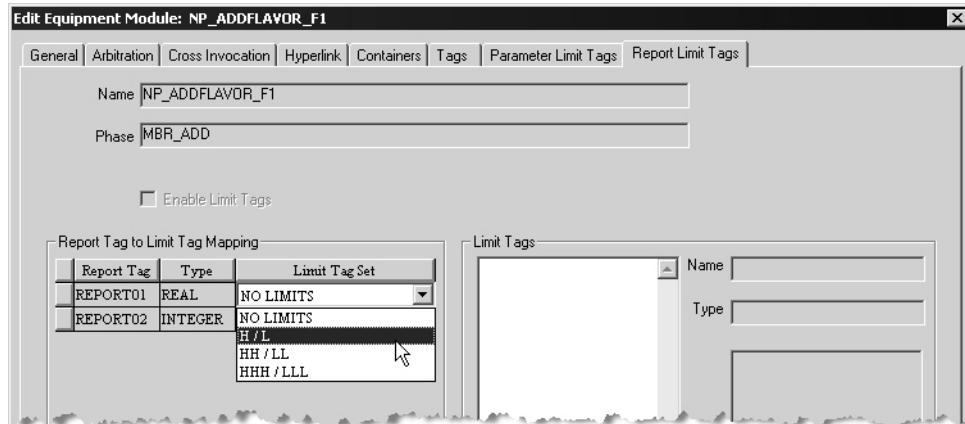 Edit Equipment Module: NP_ADDFLAVOR_F1
General Arbitration Cross Invocation Hyperlink Containers Tags Parameter Limit Tags Report Limit Tags
Name NP_ADDFLAVOR_F1
Phase MBR_ADD
Enable Limit Tags
Report Tag to Limit Tag Mapping
Report Tag Type Limit Tag Set
REPORT01 REAL NO LIMITS
REPORT02 INTEGER NO LIMITS
H / L
HH / LL
HHH / LLL
Limit Tags
Name
Type